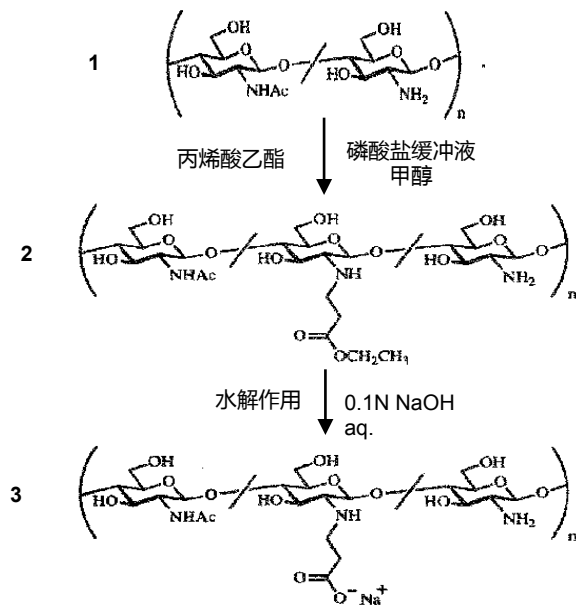 1
OH
O
O
HO
NHAc
OH
O
O
HO
NH₂
n
丙烯酸乙酯
磷酸盐缓冲液
甲醇
2
OH
O
O
HO
NHAc
OH
O
O
HO
NH
OH
O
O
HO
NH₂
n
O
OCH₂CH₃
水解作用
0.1N NaOH
aq.
3
OH
O
O
HO
NHAc
OH
O
O
HO
NH
OH
O
O
HO
NH₂
n
O
O⁻Na⁺